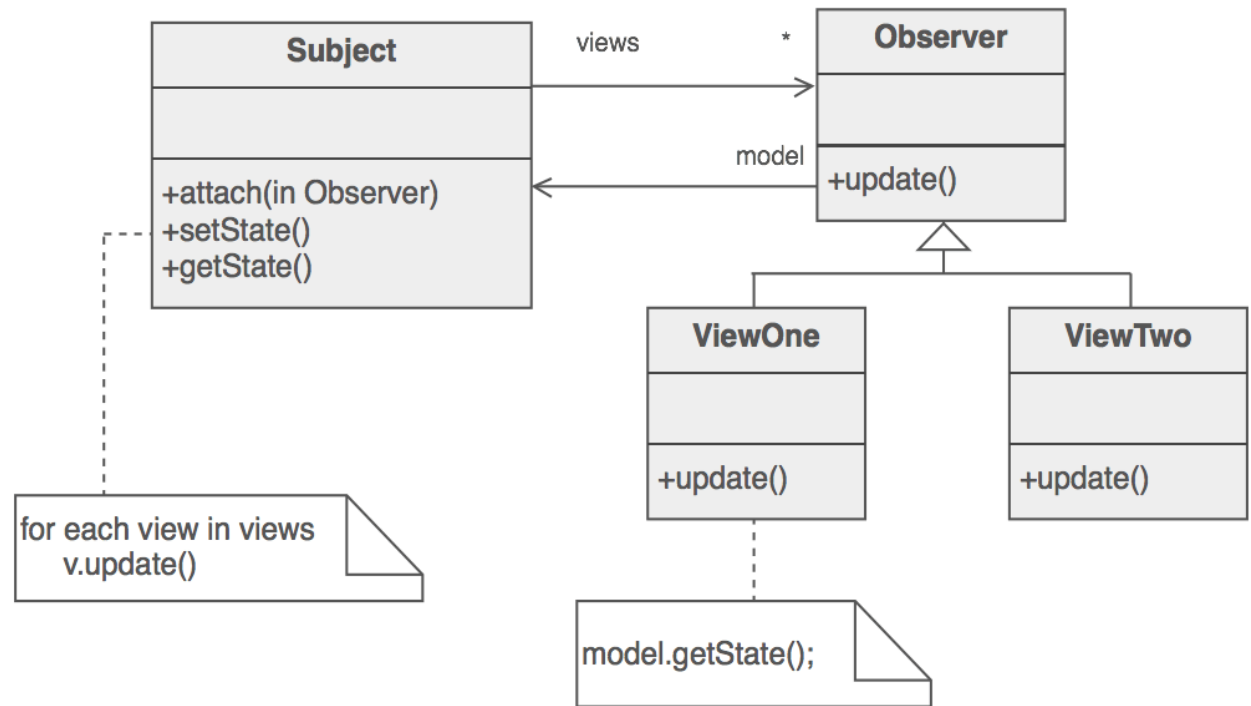 Subject
+attach(in Observer)
+setState()
+getState()
views
*
model
Observer
+update()
ViewOne
+update()
ViewTwo
+update()
for each view in views
v.update()
model.getState();